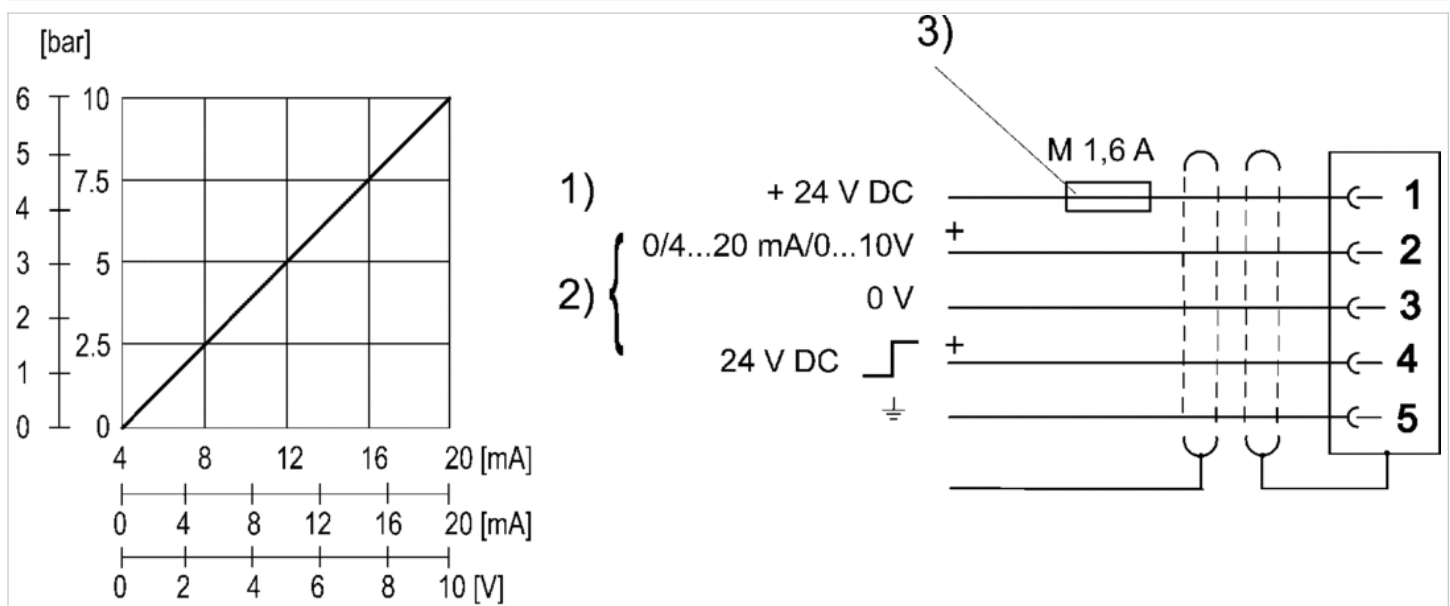 [bar]
6
5
4
3
2
1
0
10
7.5
5
2.5
0
4 8 12 16 20 [mA]
0 4 8 12 16 20 [mA]
0 2 4 6 8 10 [V]
3)
M 1,6 A
1) + 24 V DC 1
0/4...20 mA/0...10V + 2
2) 0 V 3
24 V DC + 4
5